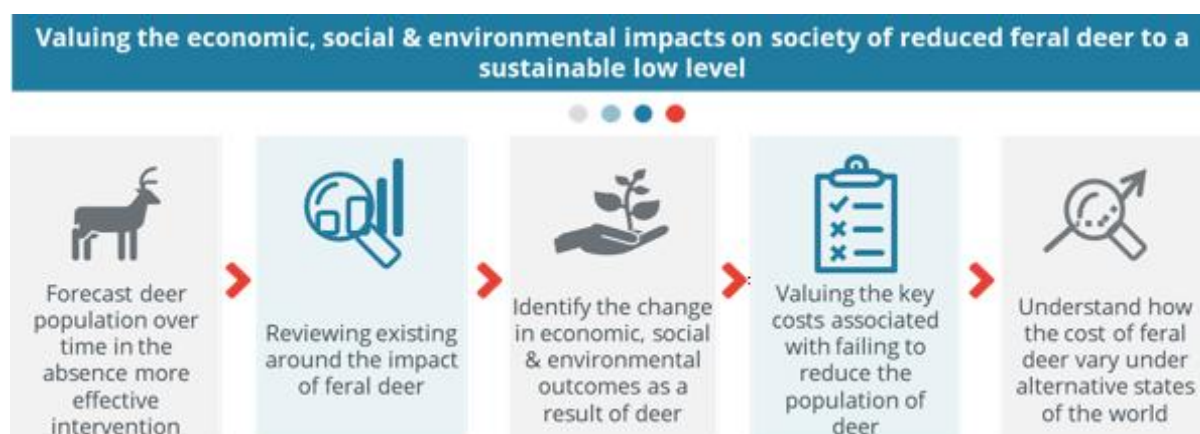 Valuing the economic, social & environmental impacts on society of reduced feral deer to a
sustainable low level
Forecast deer
population over
time in the
absence more
effective
intervention
Reviewing existing
around the impact
of feral deer
Identify the change
in economic, social
& environmental
outcomes as a
result of deer
:
Valuing the key
costs associated
with failing to
reduce the
population of
deer
Understand how
the cost of feral
deer vary under
alternative states
of the world